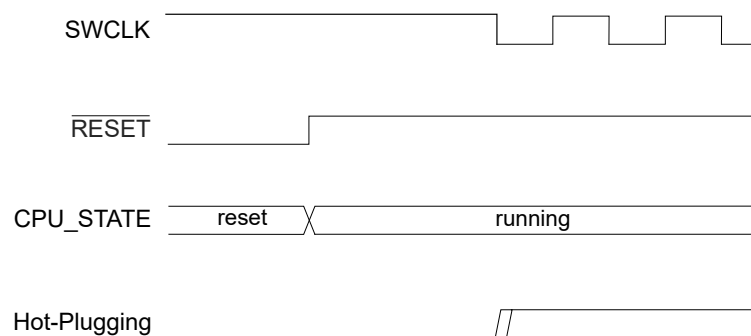 SWCLK
RESET
CPU_STATE reset running
Hot-Plugging